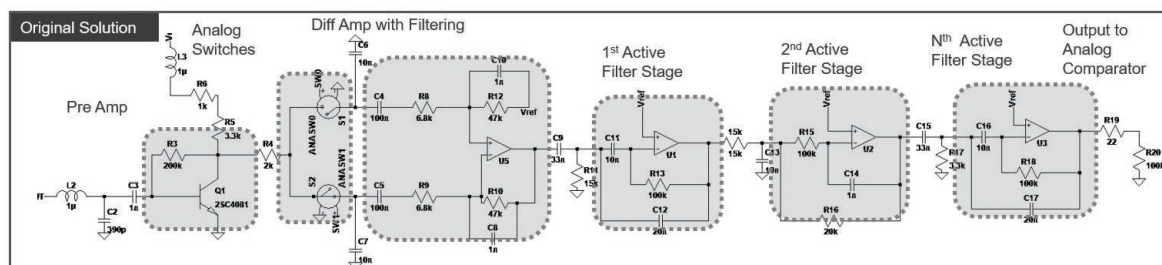 Original Solution
Analog
Switches
Diff Amp with Filtering
1st Active
Filter Stage
2nd Active
Filter Stage
Nth Active
Filter Stage
Output to
Analog
Comparator
Pre Amp
L3
1µ
R6
1k
R5
3.3k
R3
200k
R4
2k
L2
1µ
C3
1n
C2
390p
Q1
2SC4081
SW0
ANASW0
S1
ANASW1
S2
SW1
C6
10n
C4
100n
R8
6.8k
C10
1n
R12
47k
Vref
U5
C5
100n
R9
6.8k
R10
47k
C8
1n
C7
10n
C9
33n
R11
15k
C11
10n
Vref
U1
R13
100k
C12
20n
15k
15k
C13
10n
R15
100k
Vref
U2
C14
1n
R16
20k
C15
33n
R17
3.3k
C16
10n
Vref
U3
R18
100k
C17
20n
R19
22
R20